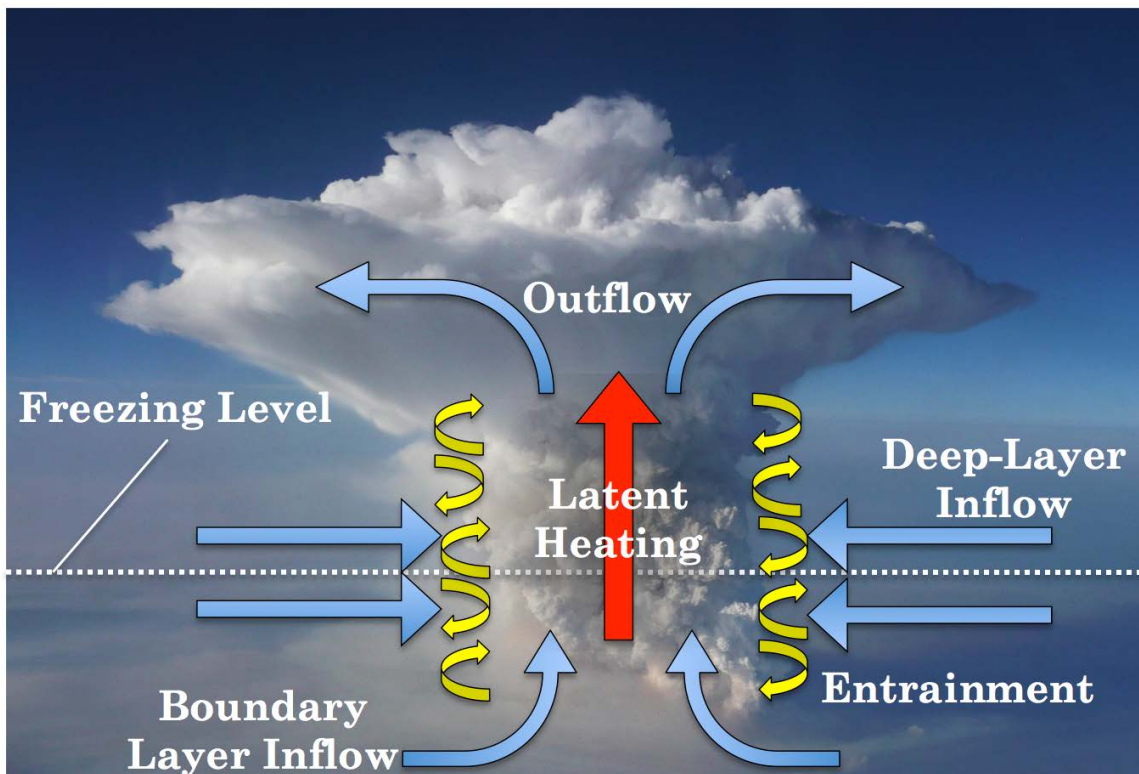 Outflow
Freezing Level
Deep-Layer
Inflow
Latent
Heating
Entrainment
Boundary
Layer Inflow